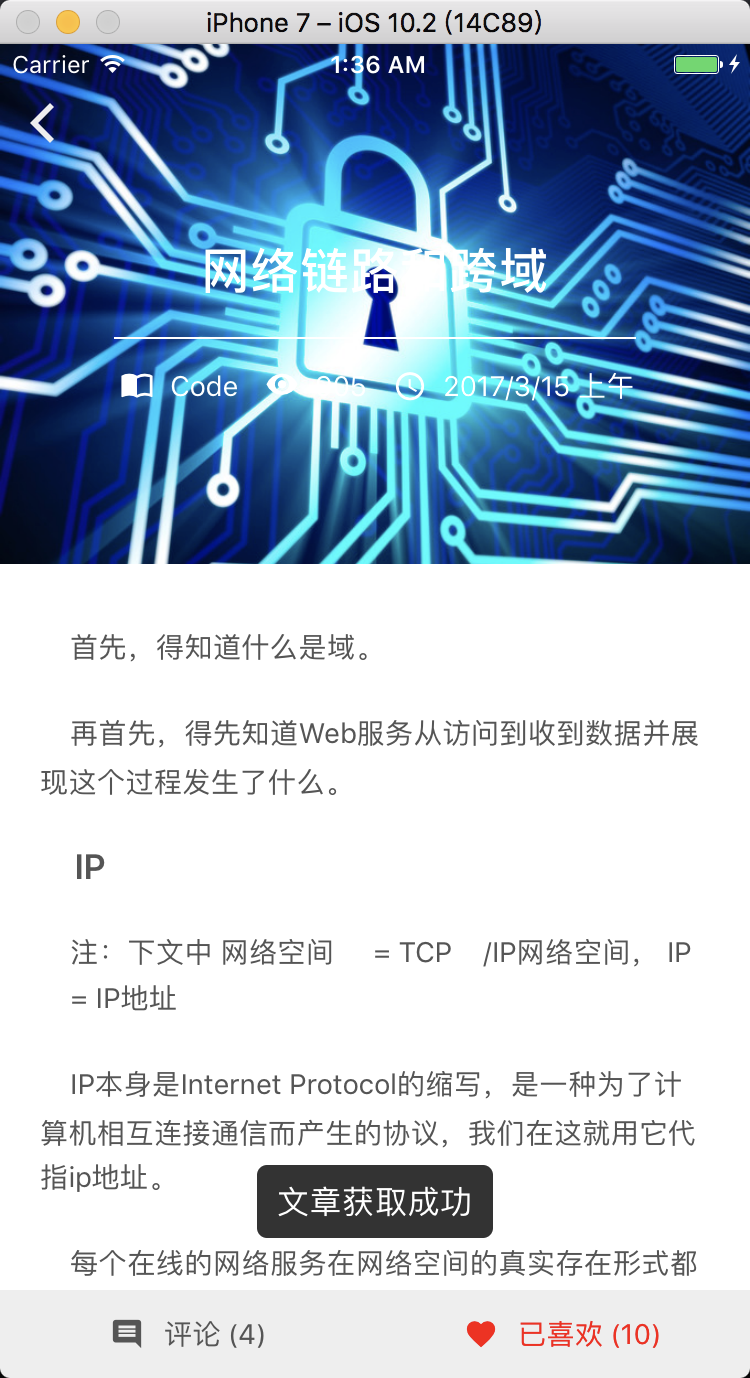 iPhone 7 – iOS 10.2 (14C89)
Carrier 1:36 AM
网络链路和跨域
Code 2017/3/15 上午
首先，得知道什么是域。
再首先，得先知道Web服务从访问到收到数据并展
现这个过程发生了什么。
IP
注：下文中 网络空间 = TCP /IP网络空间， IP
= IP地址
IP本身是Internet Protocol的缩写，是一种为了计
算机相互连接通信而产生的协议，我们在这就用它代
指ip地址。
文章获取成功
每个在线的网络服务在网络空间的真实存在形式都
评论 (4) 已喜欢 (10)